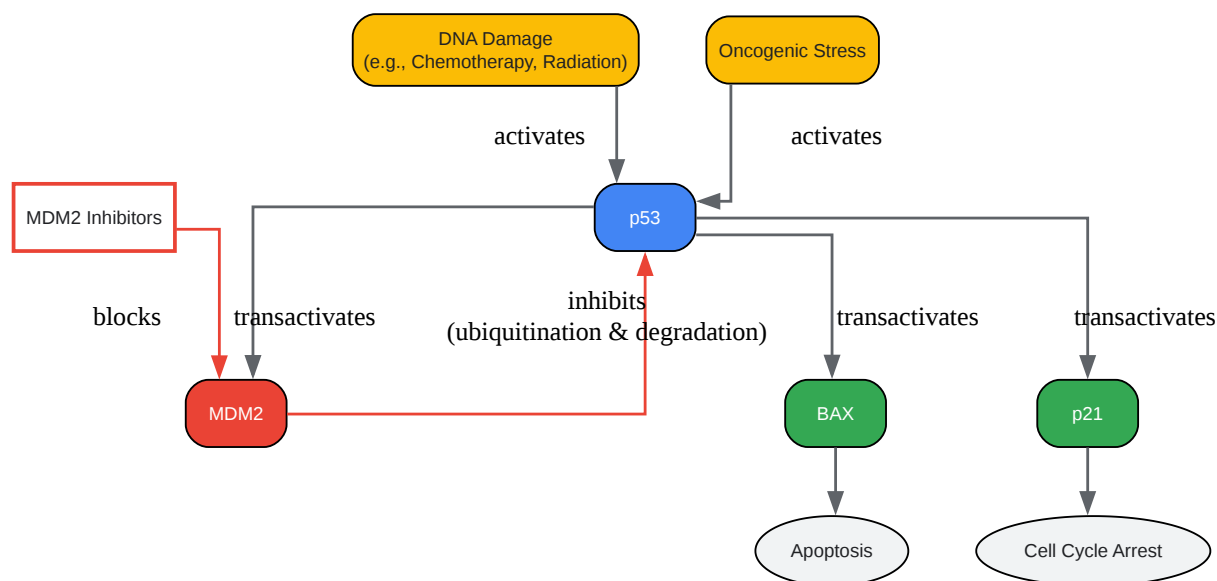 DNA Damage
(e.g., Chemotherapy, Radiation)
Oncogenic Stress
activates
activates
MDM2 Inhibitors
p53
blocks
transactivates
inhibits
(ubiquitination & degradation)
transactivates
transactivates
MDM2
BAX
p21
Apoptosis
Cell Cycle Arrest